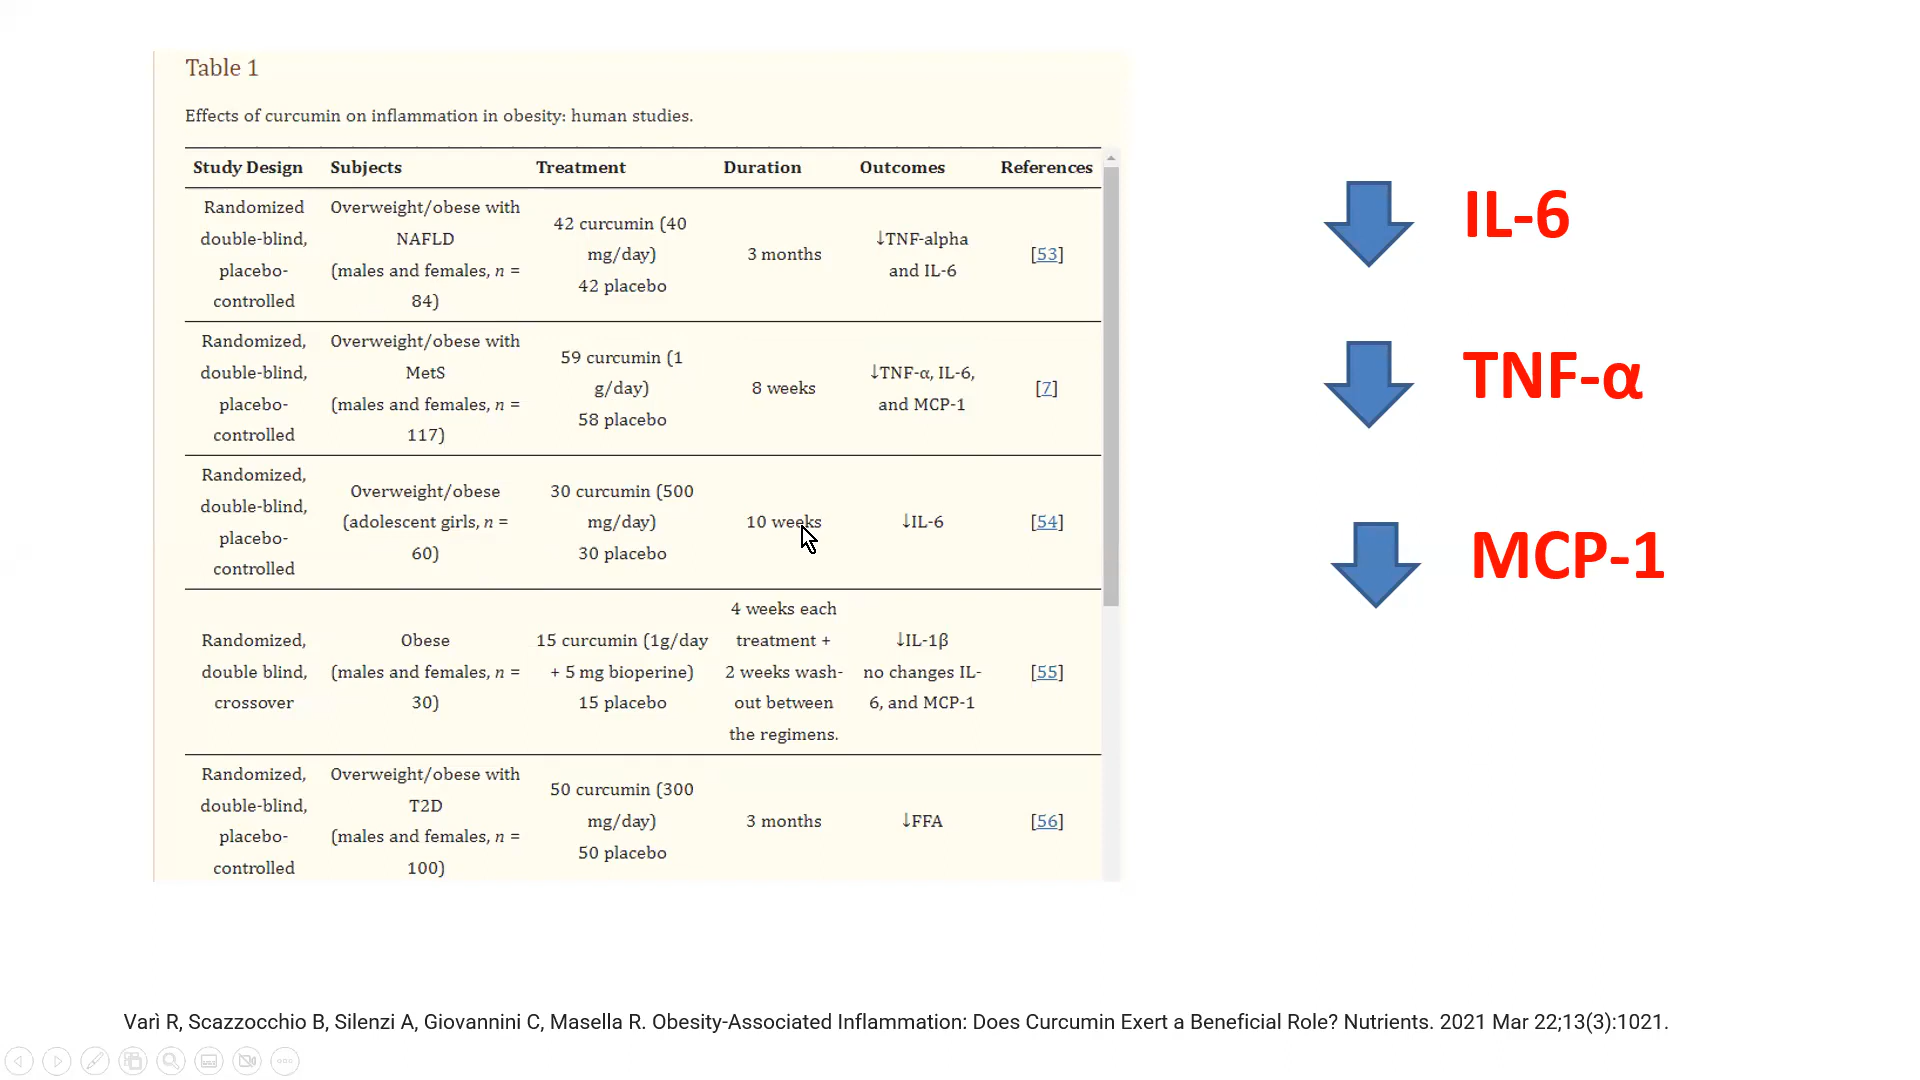 Table 1
Effects of curcumin on inflammation in obesity: human studies.
Study Design Subjects Treatment Duration Outcomes References
Randomized
double-blind,
placebo-
controlled
Overweight/obese with
NAFLD
(males and females, n =
84)
42 curcumin (40
mg/day)
42 placebo
3 months
↓TNF-alpha
and IL-6
[53]
Randomized,
double-blind,
placebo-
controlled
Overweight/obese with
MetS
(males and females, n =
117)
59 curcumin (1
g/day)
58 placebo
8 weeks
↓TNF-α, IL-6,
and MCP-1
[7]
Randomized,
double-blind,
placebo-
controlled
Overweight/obese
(adolescent girls, n =
60)
30 curcumin (500
mg/day)
30 placebo
10 weeks
↓IL-6
[54]
Randomized,
double blind,
crossover
Obese
(males and females, n =
30)
15 curcumin (1g/day
+ 5 mg bioperine)
15 placebo
4 weeks each
treatment +
2 weeks wash-
out between
the regimens.
↓IL-1β
no changes IL-
6, and MCP-1
[55]
Randomized,
double-blind,
placebo-
controlled
Overweight/obese with
T2D
(males and females, n =
100)
50 curcumin (300
mg/day)
50 placebo
3 months
↓FFA
[56]
IL-6
TNF-α
MCP-1
Varì R, Scazzocchio B, Silenzi A, Giovannini C, Masella R. Obesity-Associated Inflammation: Does Curcumin Exert a Beneficial Role? Nutrients. 2021 Mar 22;13(3):1021.